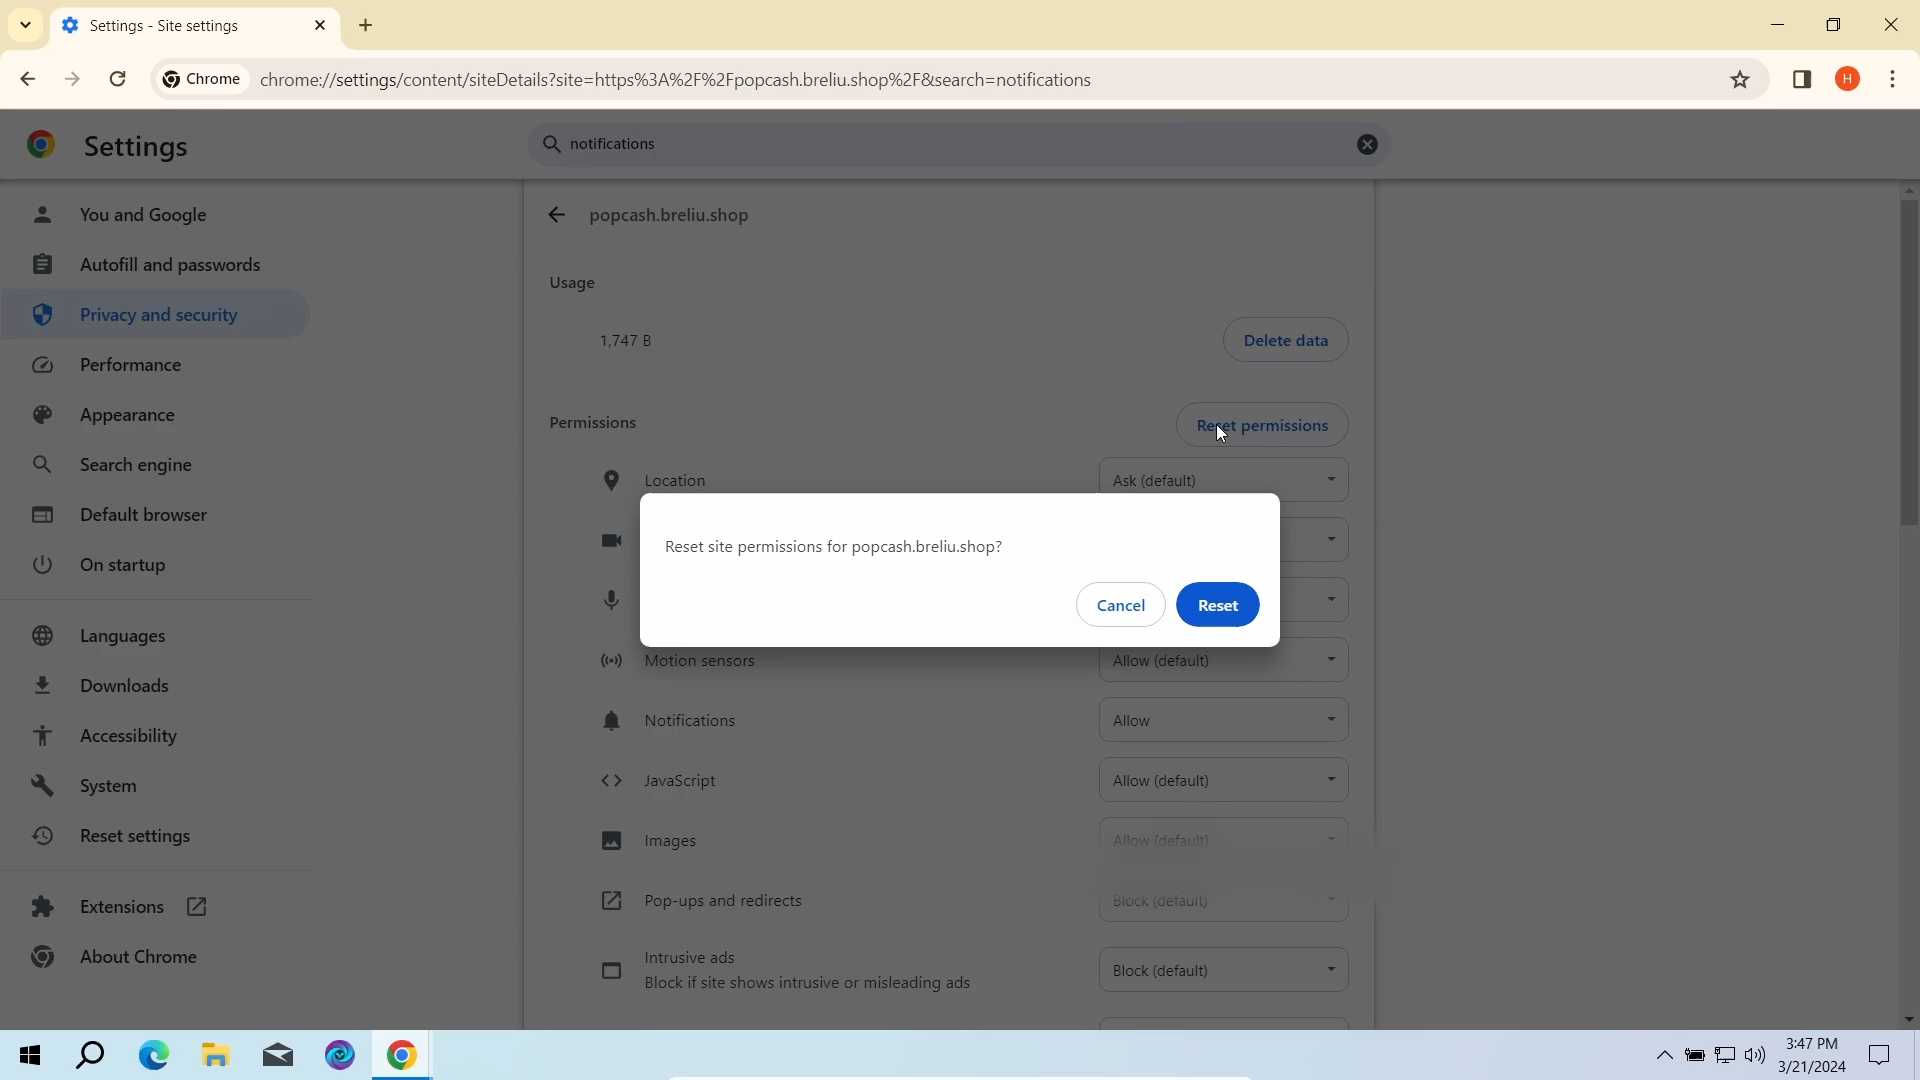 Settings - Site settings
Chrome
chrome://settings/content/siteDetails?site=https%3A%2F%2Fpopcash.breliu.shop%2F&search=notifications
H
Settings
notifications
You and Google
Autofill and passwords
Privacy and security
Performance
Appearance
Search engine
Default browser
On startup
Languages
Downloads
Accessibility
System
Reset settings
Extensions
About Chrome
popcash.breliu.shop
Usage
1,747 B
Delete data
Permissions
Reset permissions
Location
Ask (default)
Reset site permissions for popcash.breliu.shop?
Cancel
Reset
Motion sensors
Allow (default)
Notifications
Allow
JavaScript
Allow (default)
Images
Allow (default)
Pop-ups and redirects
Block (default)
Intrusive ads
Block if site shows intrusive or misleading ads
Block (default)
3:47 PM
3/21/2024